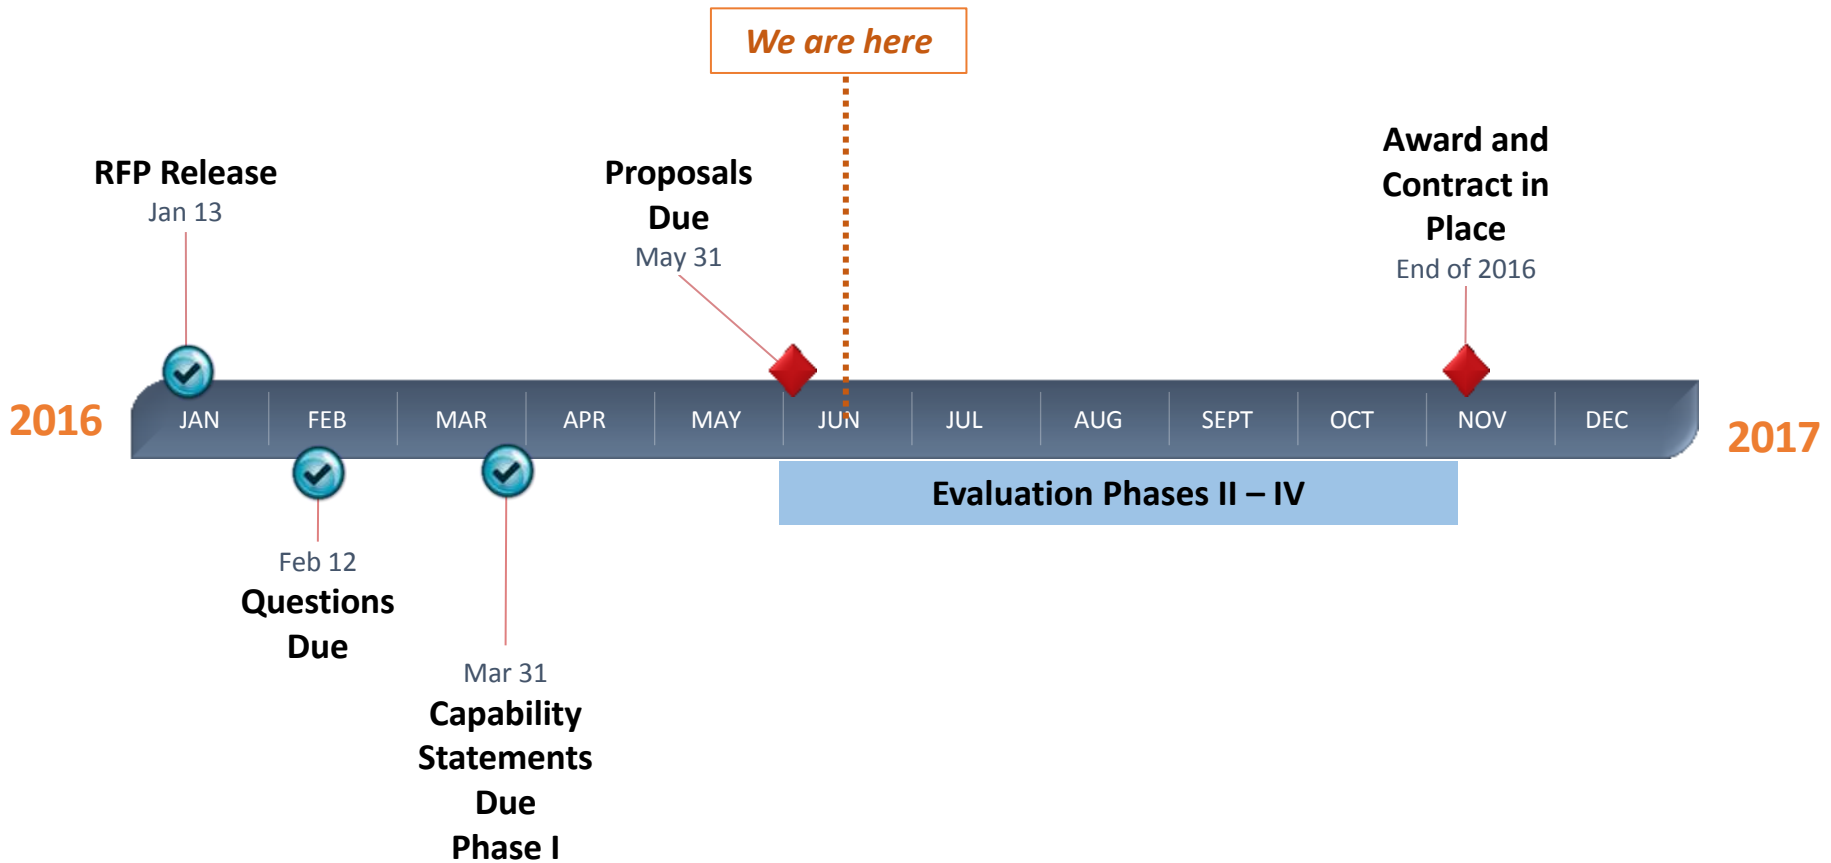 We are here
RFP Release
Jan 13
Proposals
Due
May 31
Award and
Contract in
Place
End of 2016
2016
JAN
FEB
MAR
APR
MAY
JUN
JUL
AUG
SEPT
OCT
NOV
DEC
2017
Evaluation Phases II – IV
Feb 12
Questions
Due
Mar 31
Capability
Statements
Due
Phase I